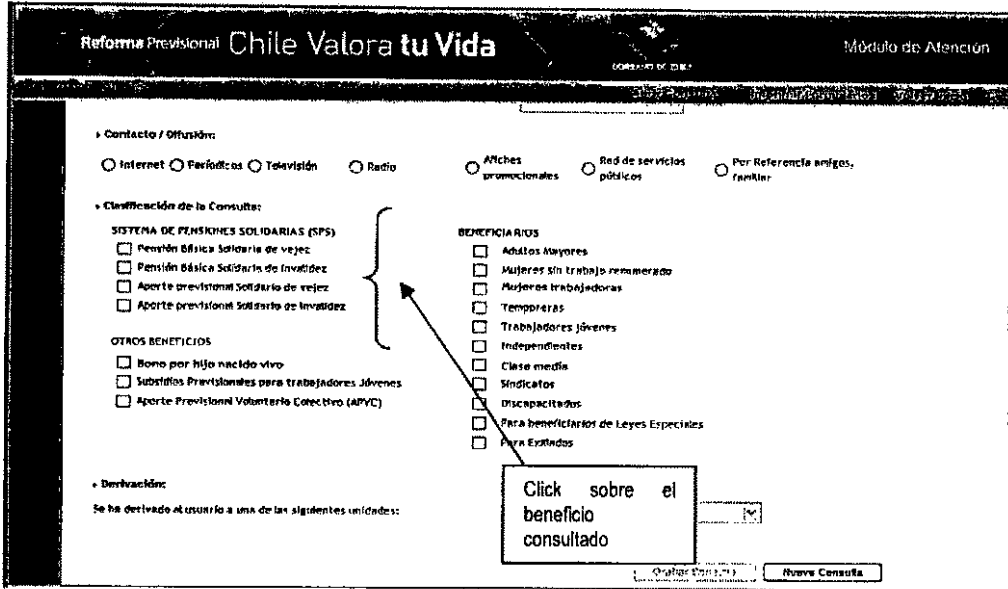 Reforma Previsional Chile Valora tu Vida
GOBIERNO DE CHILE
Módulo de Atención
Contacto / Difusión:
Internet Periódicos Televisión Radio Afiches promocionales Red de servicios públicos Por Referencia amigos, familiar
Clasificación de la Consulta:
SISTEMA DE PENSIONES SOLIDARIAS (SPS)
Pensión Básica Solidaria de vejez
Pensión Básica Solidaria de Invalidez
Aporte previsional Solidario de vejez
Aporte previsional Solidario de Invalidez
OTROS BENEFICIOS
Bono por hijo nacido vivo
Subsidios Previsionales para trabajadores Jóvenes
Aporte Previsional Voluntario Colectivo (APVC)
BENEFICIARIOS
Adultos Mayores
Mujeres sin trabajo remunerado
Mujeres trabajadoras
Temporeras
Trabajadores jóvenes
Independientes
Clase media
Sindicatos
Discapacitados
Para beneficiarios de Leyes Especiales
Para Exiliados
Derivación:
Se ha derivado al usuario a una de las siguientes unidades:
Click sobre el
beneficio
consultado
Grabar Consulta
Nueva Consulta